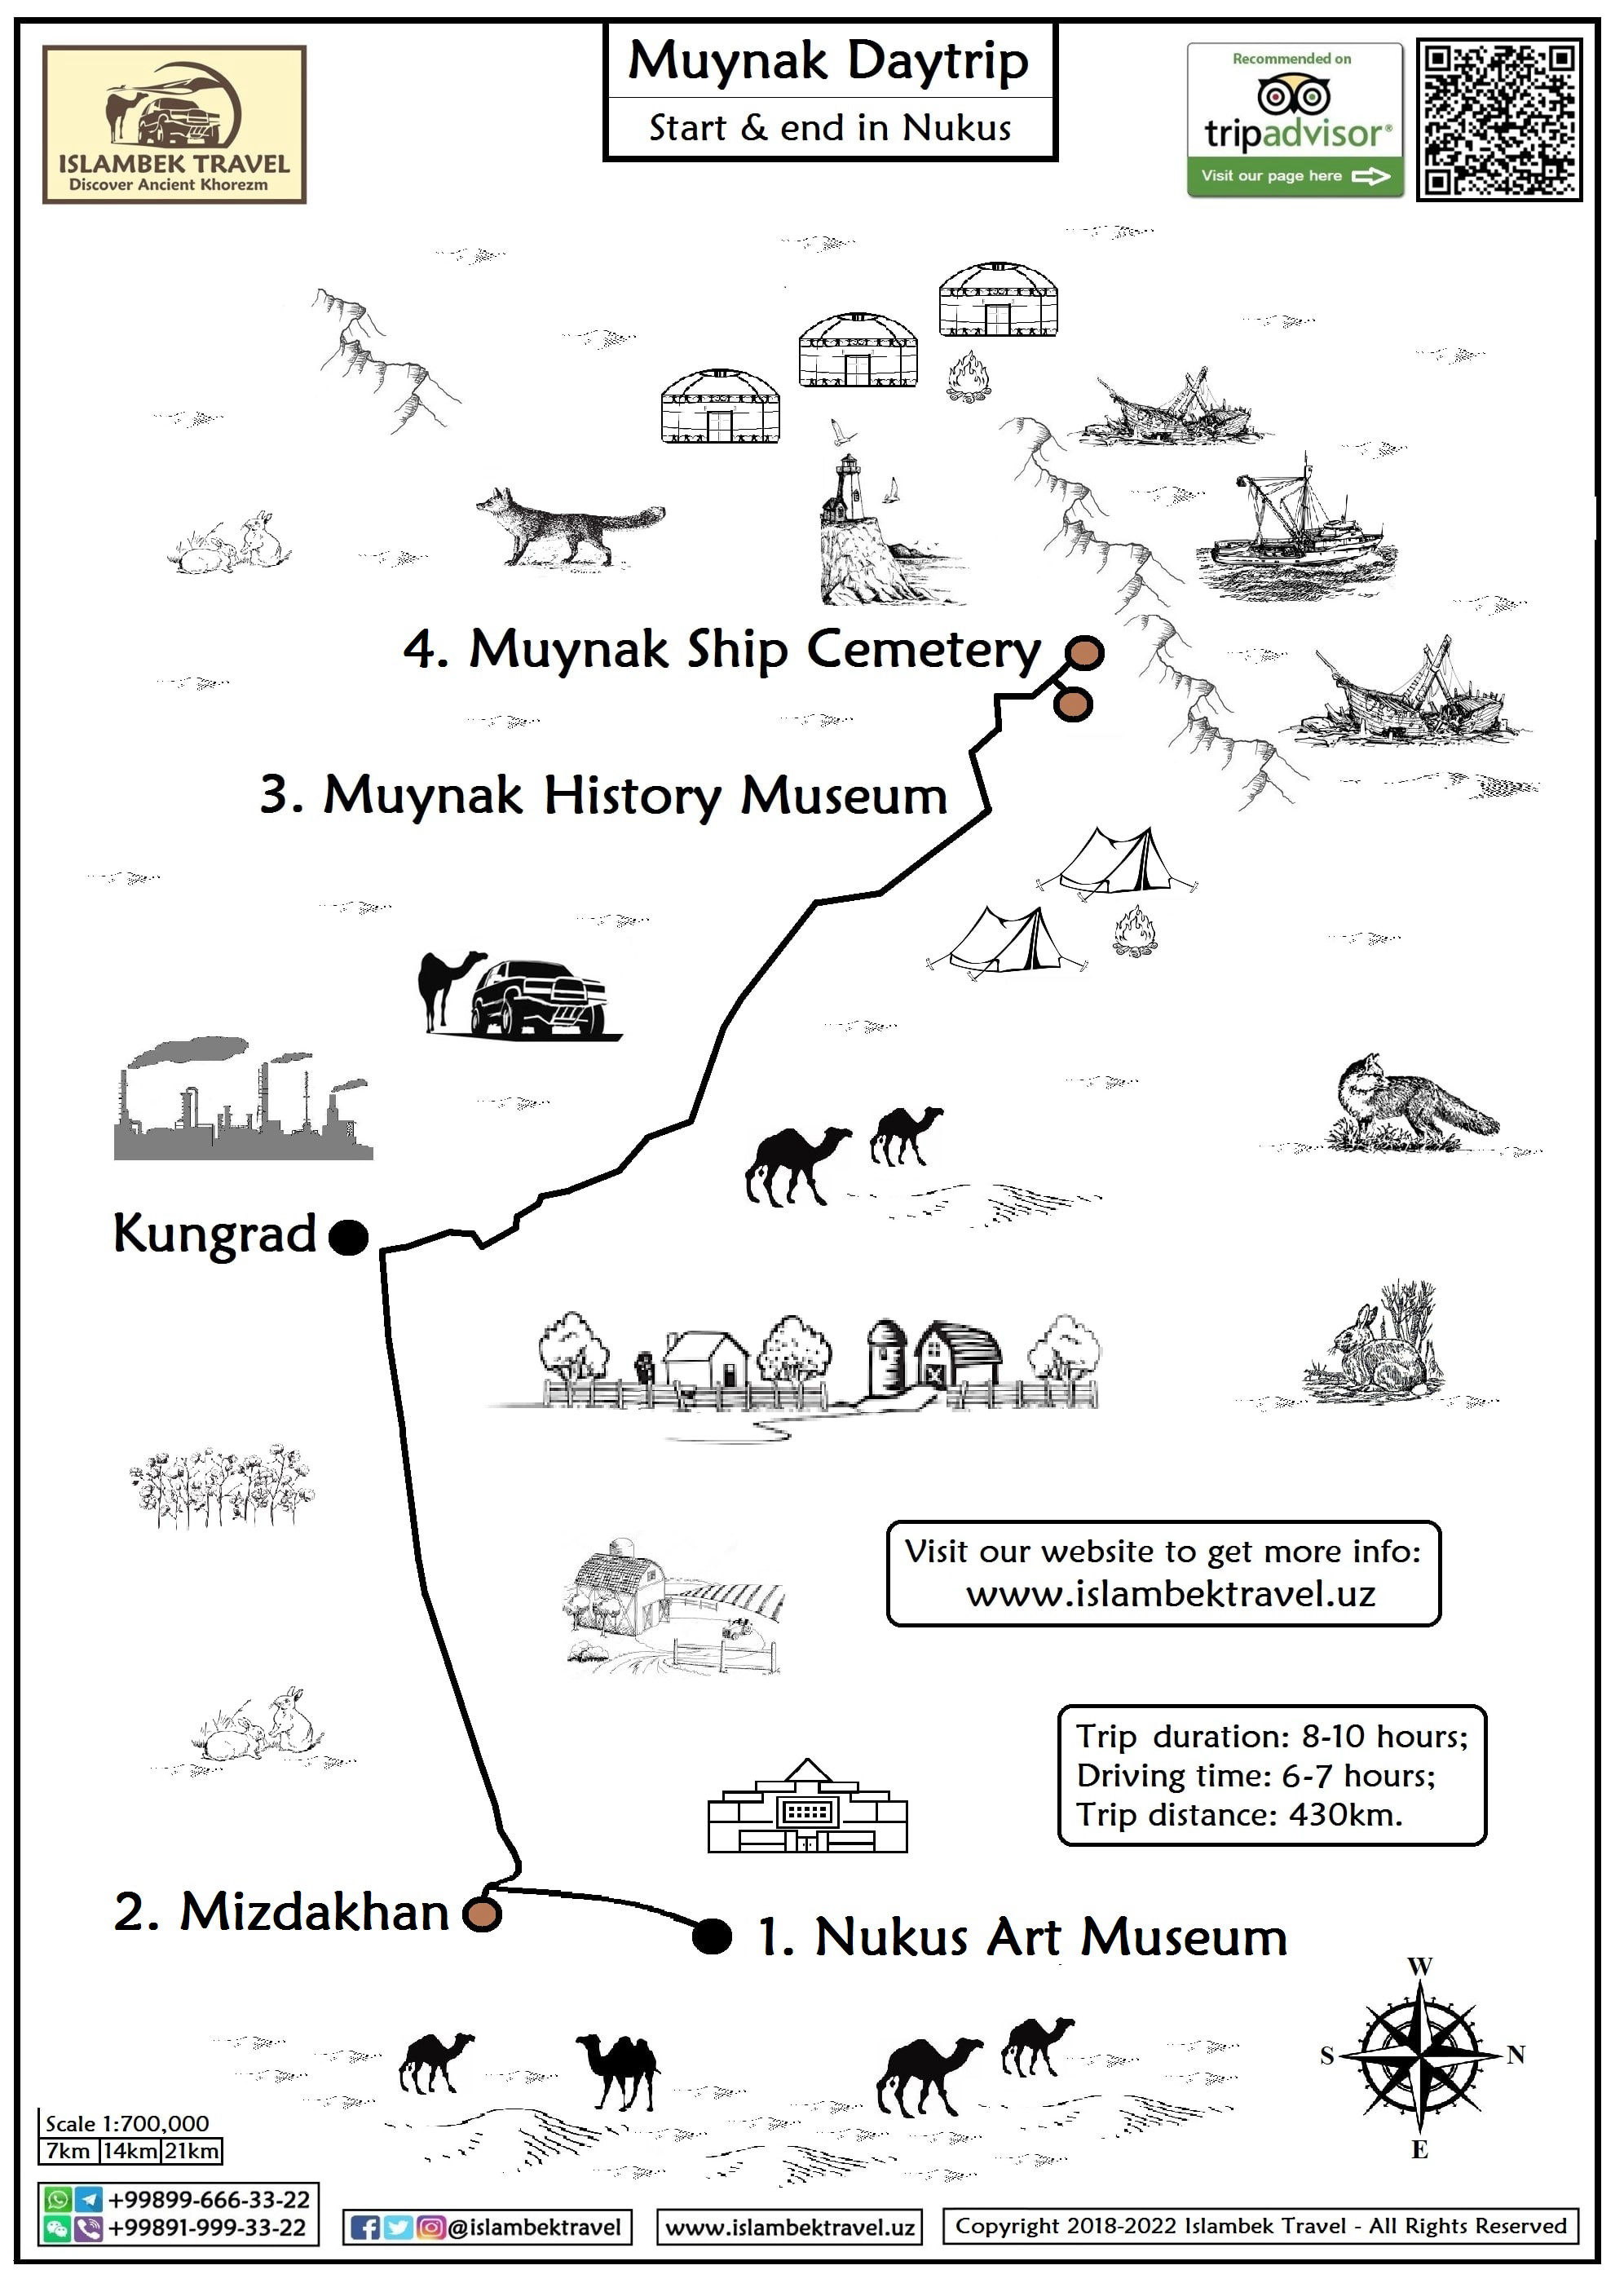 ISLAMBEK TRAVEL
Discover Ancient Khorezm
Muynak Daytrip
Start & end in Nukus
Recommended on
tripadvisor®
Visit our page here
4. Muynak Ship Cemetery
3. Muynak History Museum
Kungrad
Visit our website to get more info:
www.islambektravel.uz
Trip duration: 8-10 hours;
Driving time: 6-7 hours;
Trip distance: 430km.
2. Mizdakhan
1. Nukus Art Museum
W
S
N
E
Scale 1:700,000
7km 14km 21km
+99899-666-33-22
+99891-999-33-22
@islambektravel
www.islambektravel.uz
Copyright 2018-2022 Islambek Travel - All Rights Reserved